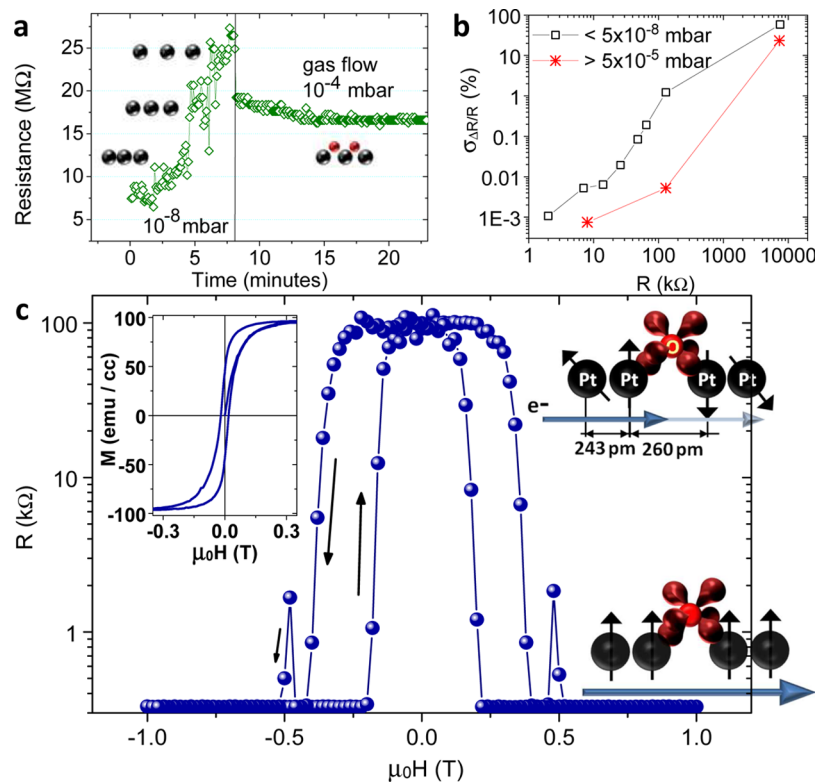 a
Resistance (MΩ)
25
20
15
10
5
gas flow
10-4 mbar
10-8 mbar
0
5
10
15
20
Time (minutes)
b
σΔR/R (%)
100
10
1
0.1
0.01
1E-3
< 5x10-8 mbar
> 5x10-5 mbar
1
10
100
1000
10000
R (kΩ)
c
R (kΩ)
100
10
1
M (emu / cc)
100
50
0
-50
-100
-0.3
0.0
0.3
μ0H (T)
O
Pt
Pt
Pt
Pt
e-
243 pm
260 pm
-1.0
-0.5
0.0
0.5
1.0
μ0H (T)